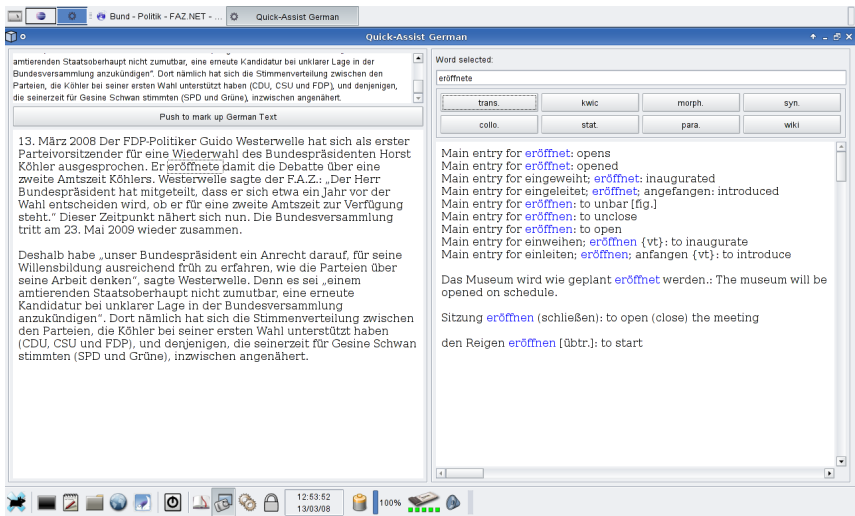 Bund - Politik - FAZ.NET - ...
Quick-Assist German
Quick-Assist German
amtierenden Staatsoberhaupt nicht zumutbar, eine erneute Kandidatur bei unklarer Lage in der
Bundesversammlung anzukündigen“. Dort nämlich hat sich die Stimmenverteilung zwischen den
Parteien, die Köhler bei seiner ersten Wahl unterstützt haben (CDU, CSU und FDP), und denjenigen,
die seinerzeit für Gesine Schwan stimmten (SPD und Grüne), inzwischen angenähert.
Push to mark up German Text
13. März 2008 Der FDP-Politiker Guido Westerwelle hat sich als erster
Parteivorsitzender für eine Wiederwahl des Bundespräsidenten Horst
Köhler ausgesprochen. Er eröffnete damit die Debatte über eine
zweite Amtszeit Köhlers. Westerwelle sagte der F.A.Z.: „Der Herr
Bundespräsident hat mitgeteilt, dass er sich etwa ein Jahr vor der
Wahl entscheiden wird, ob er für eine zweite Amtszeit zur Verfügung
steht.“ Dieser Zeitpunkt nähert sich nun. Die Bundesversammlung
tritt am 23. Mai 2009 wieder zusammen.
Deshalb habe „unser Bundespräsident ein Anrecht darauf, für seine
Willensbildung ausreichend früh zu erfahren, wie die Parteien über
seine Arbeit denken“, sagte Westerwelle. Denn es sei „einem
amtierenden Staatsoberhaupt nicht zumutbar, eine erneute
Kandidatur bei unklarer Lage in der Bundesversammlung
anzukündigen“. Dort nämlich hat sich die Stimmenverteilung zwischen
den Parteien, die Köhler bei seiner ersten Wahl unterstützt haben
(CDU, CSU und FDP), und denjenigen, die seinerzeit für Gesine Schwan
stimmten (SPD und Grüne), inzwischen angenähert.
Word selected:
eröffnete
trans. kwic morph. syn.
collo. stat. para. wiki
Main entry for eröffnet: opens
Main entry for eröffnet: opened
Main entry for eingeweiht; eröffnet: inaugurated
Main entry for eingeleitet; eröffnet; angefangen: introduced
Main entry for eröffnen: to unbar [fig.]
Main entry for eröffnen: to unclose
Main entry for eröffnen: to open
Main entry for einweihen; eröffnen {vt}: to inaugurate
Main entry for einleiten; eröffnen; anfangen {vt}: to introduce
Das Museum wird wie geplant eröffnet werden.: The museum will be
opened on schedule.
Sitzung eröffnen (schließen): to open (close) the meeting
den Reigen eröffnen [übtr.]: to start
12:53:52
13/03/08
100%